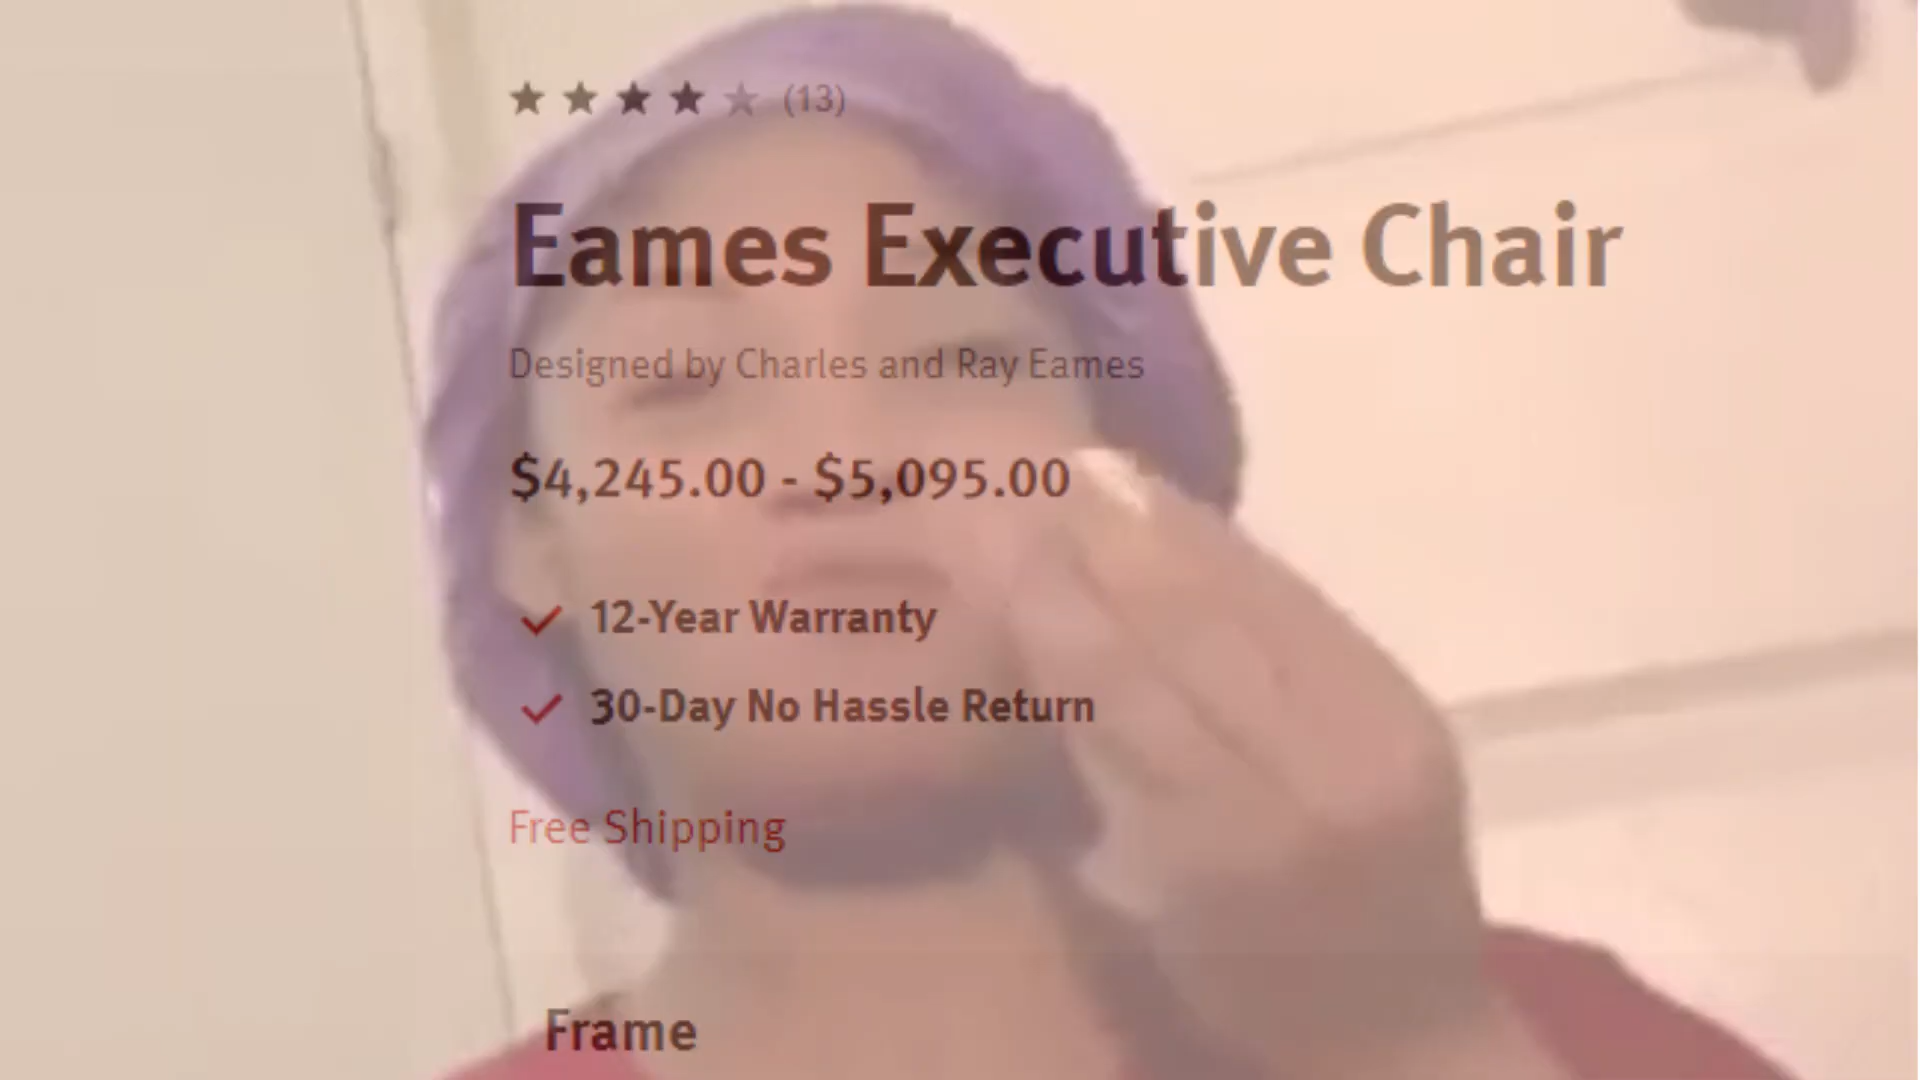 (13)
Eames Executive Chair
Designed by Charles and Ray Eames
$4,245.00 - $5,095.00
12-Year Warranty
30-Day No Hassle Return
Free Shipping
Frame